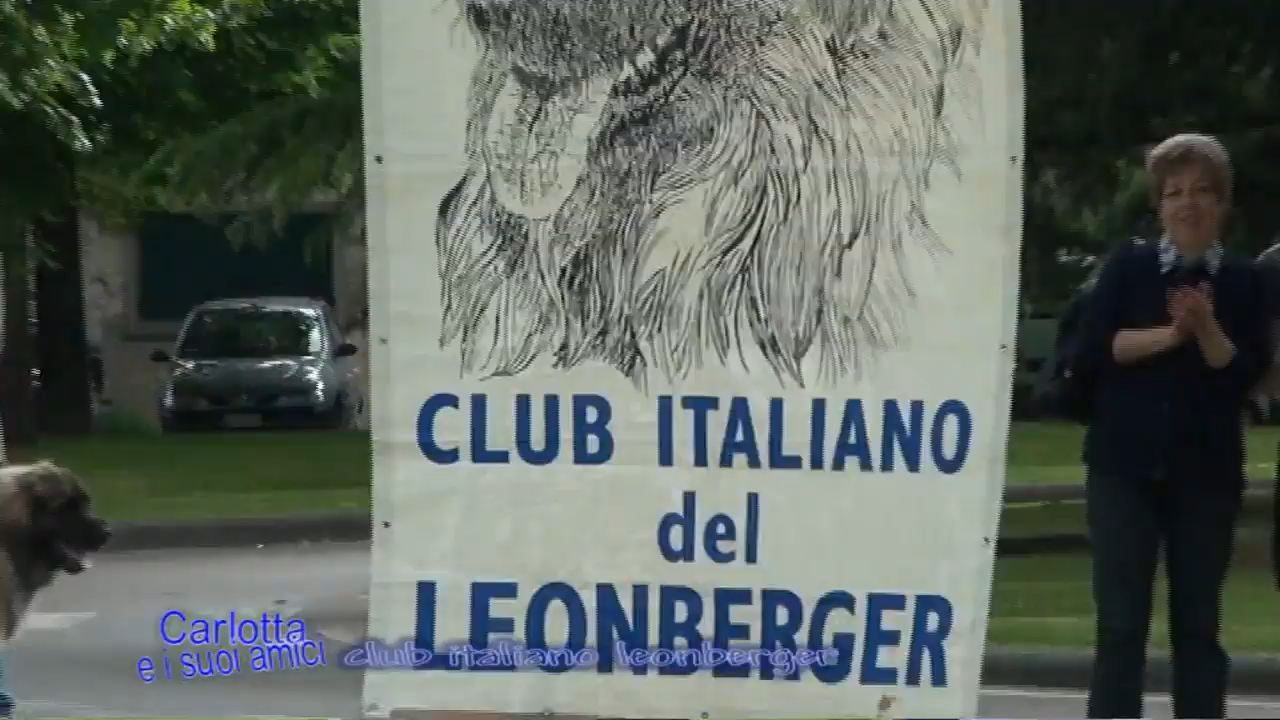 CLUB ITALIANO
del
LEONBERGER
Carlotta
e i suoi amici
club italiano leonberger